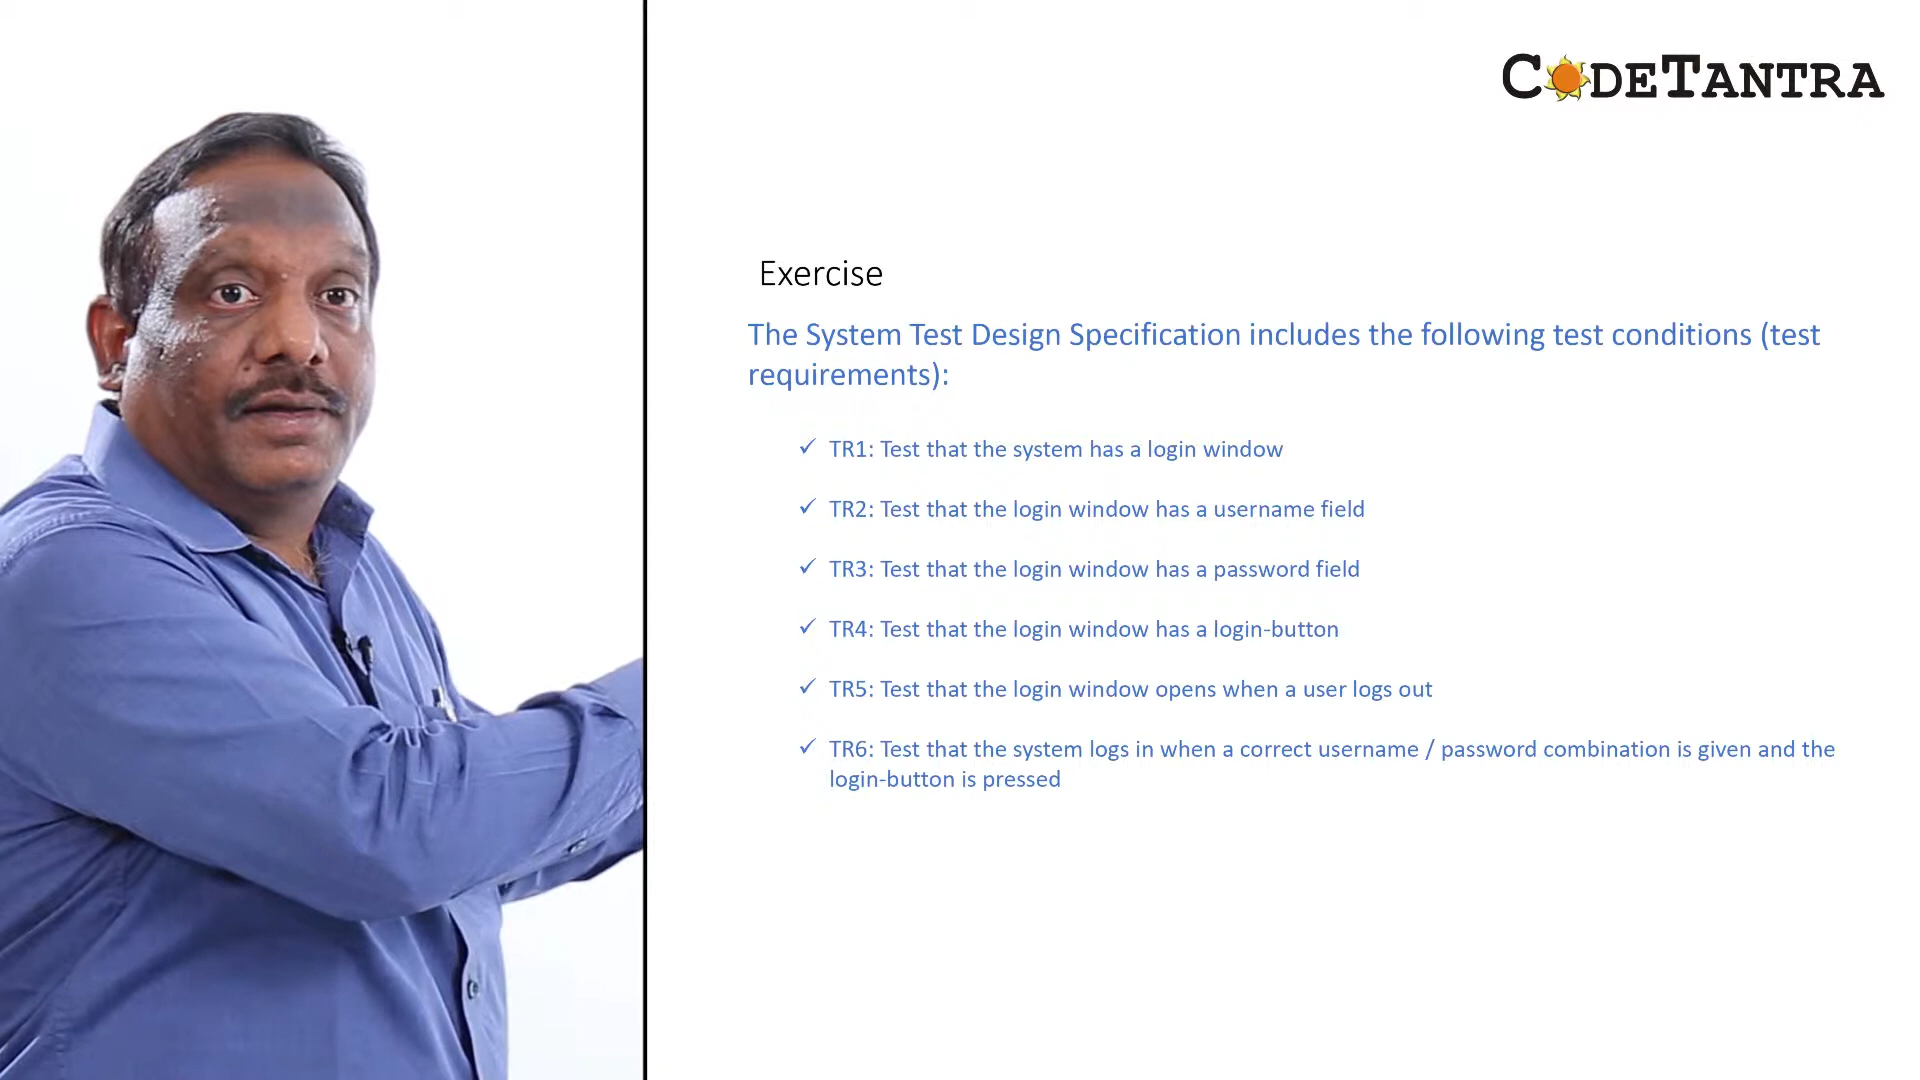 CODETANTRA
Exercise
The System Test Design Specification includes the following test conditions (test
requirements):
✓ TR1: Test that the system has a login window
✓ TR2: Test that the login window has a username field
✓ TR3: Test that the login window has a password field
✓ TR4: Test that the login window has a login-button
✓ TR5: Test that the login window opens when a user logs out
✓ TR6: Test that the system logs in when a correct username / password combination is given and the
login-button is pressed